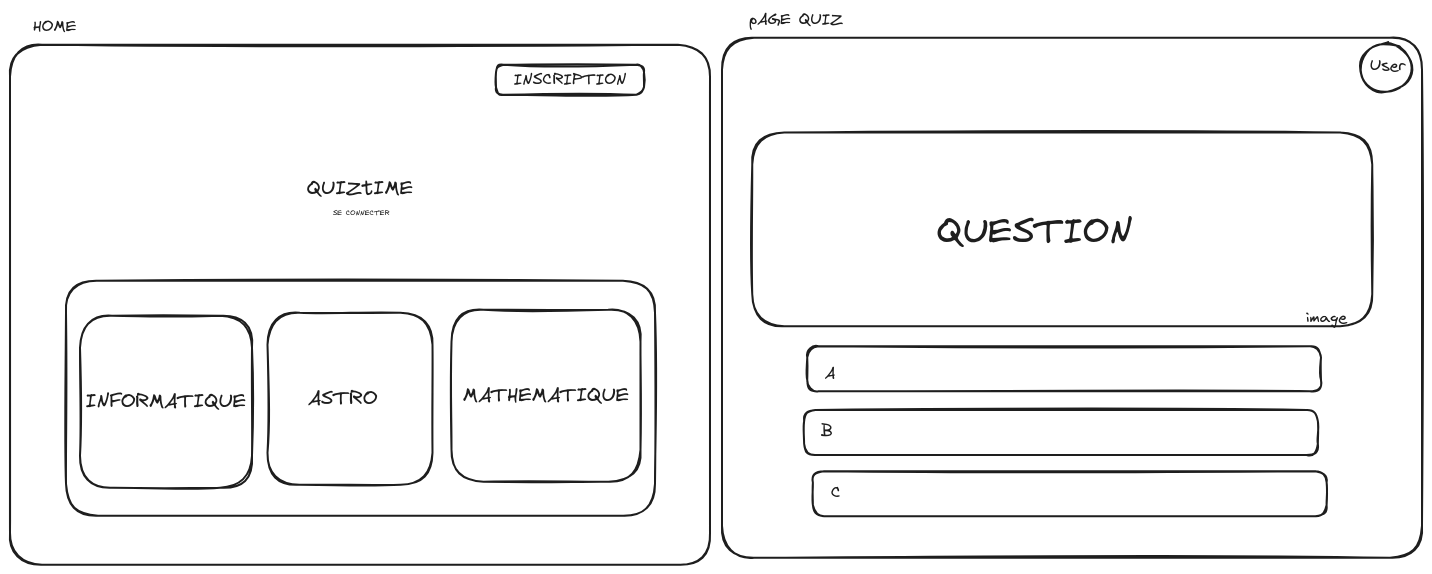 HOME
INSCRIPTION
QUIZtIME
SE CONNECTER
INFORMATIQUE
ASTRO
MATHEMATIQUE
pAGE QUIZ
User
QUESTION
image
A
B
C